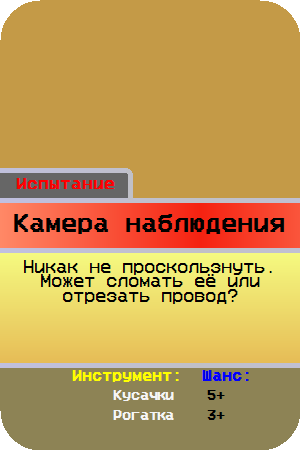 Испытание
Камера наблюдения
Никак не проскользнуть.
Может сломать её или
отрезать провод?
Инструмент: Шанс:
Кусачки 5+
Рогатка 3+